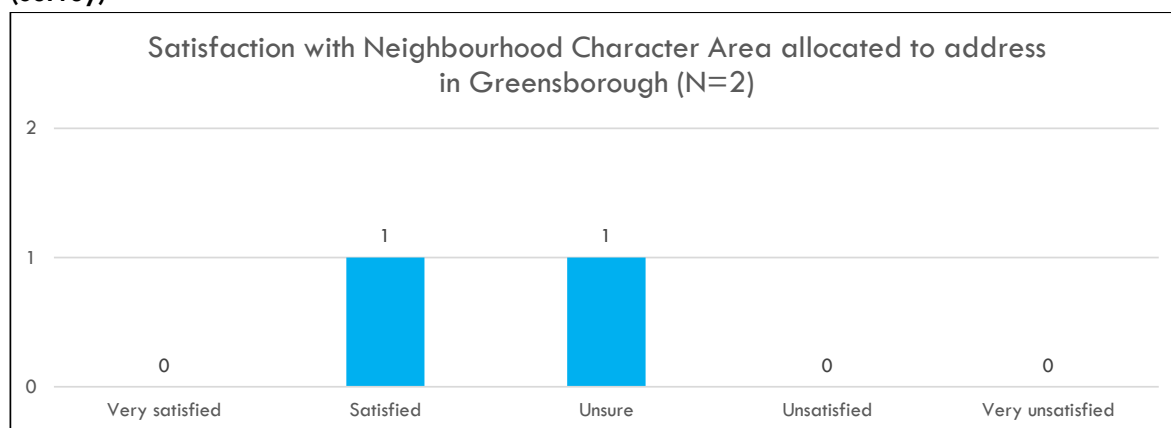 Satisfaction with Neighbourhood Character Area allocated to address
in Greensborough (N=2)
2
1
0
0
1
1
0
0
Very satisfied
Satisfied
Unsure
Unsatisfied
Very unsatisfied